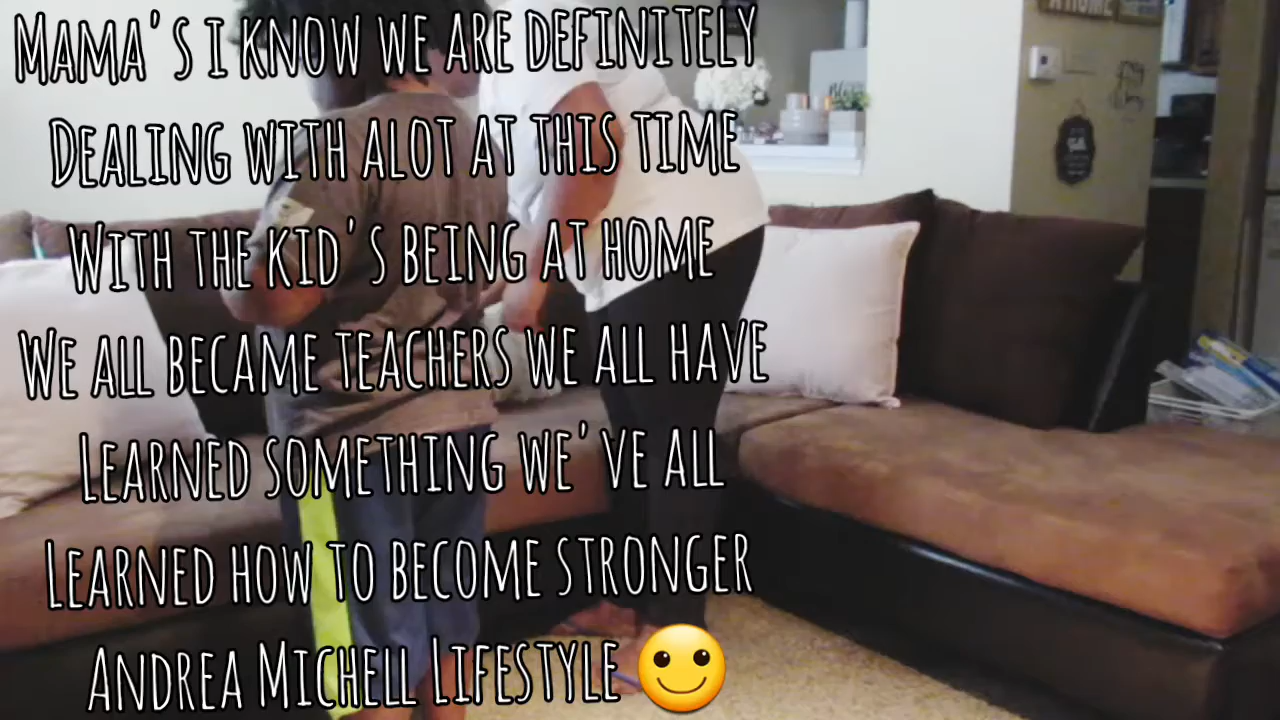 Mama's i know we are definitely
Dealing with alot at this time
With the kid's being at home
We all became teachers we all have
Learned something we've all
Learned how to become stronger
Andrea Michell Lifestyle 🙂